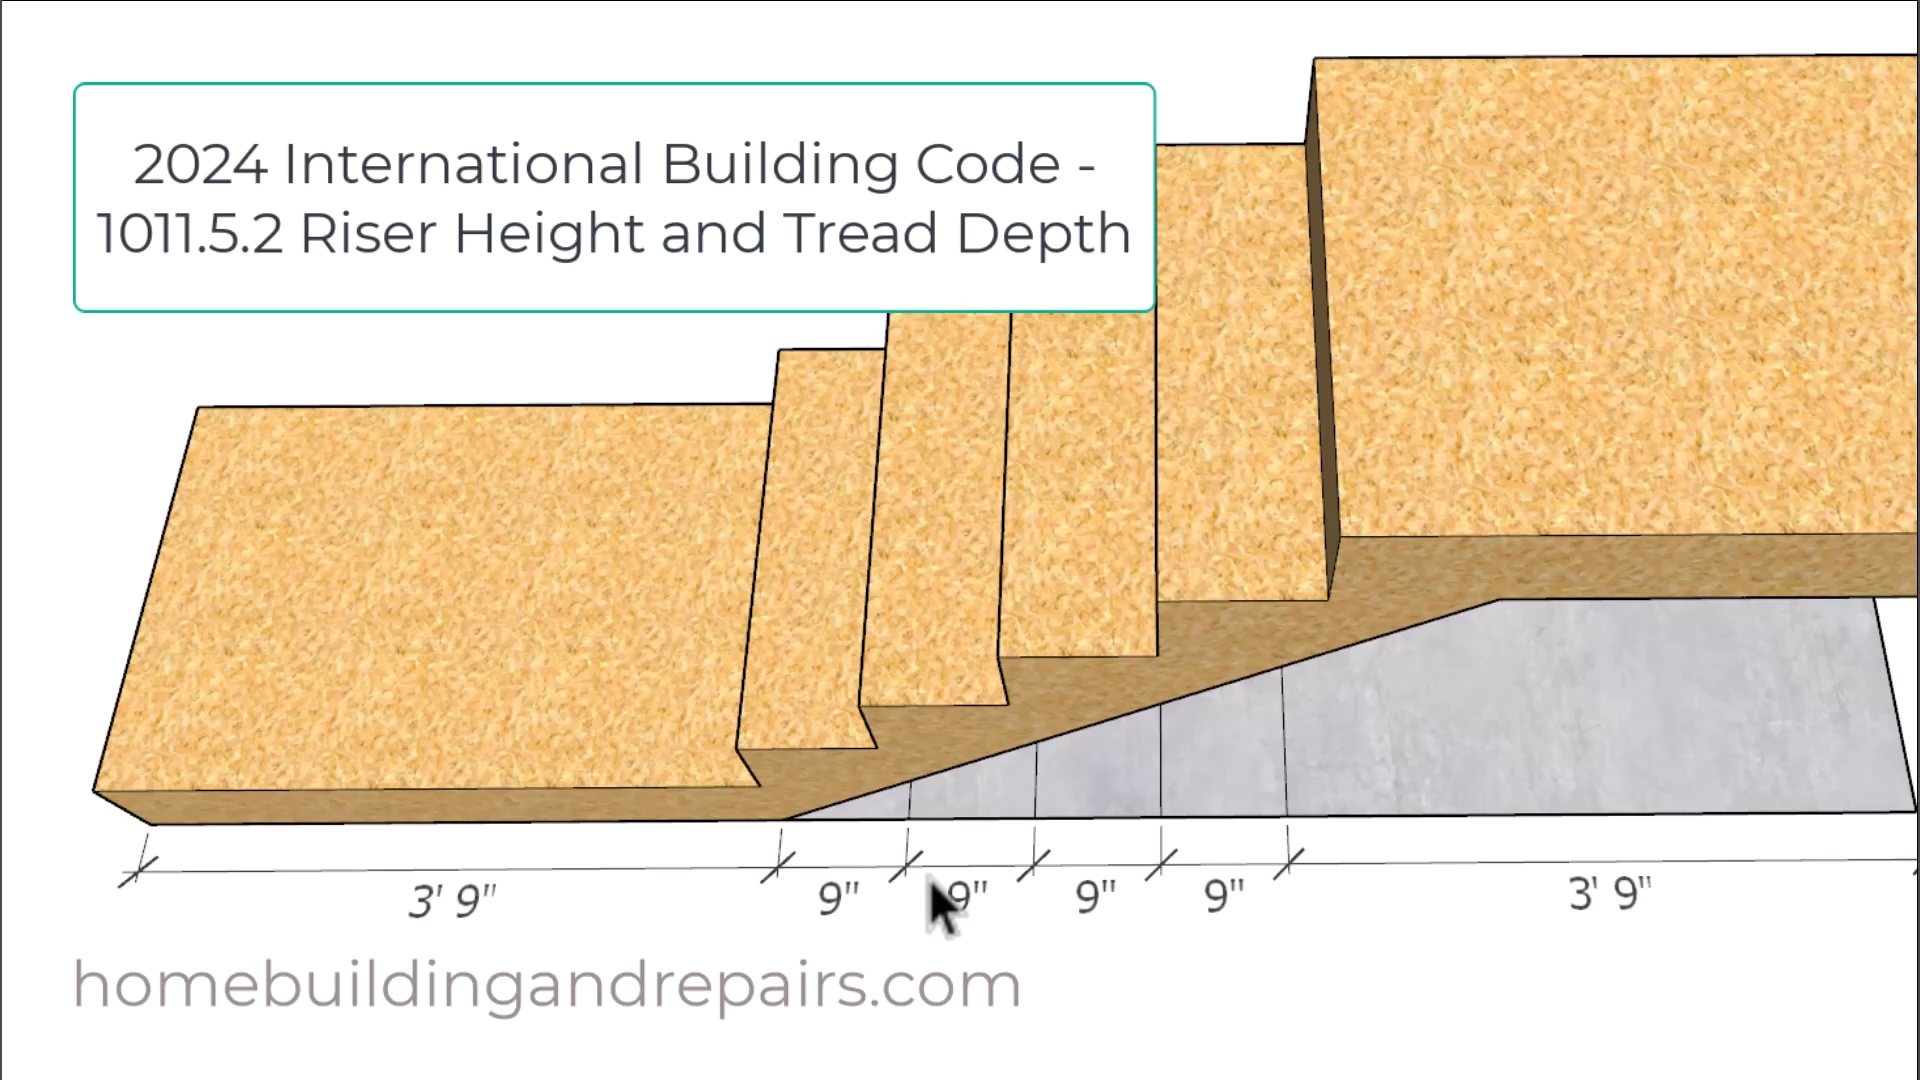 2024 International Building Code -
1011.5.2 Riser Height and Tread Depth
3' 9"
9"
9"
9"
9"
3' 9"
homebuildingandrepairs.com